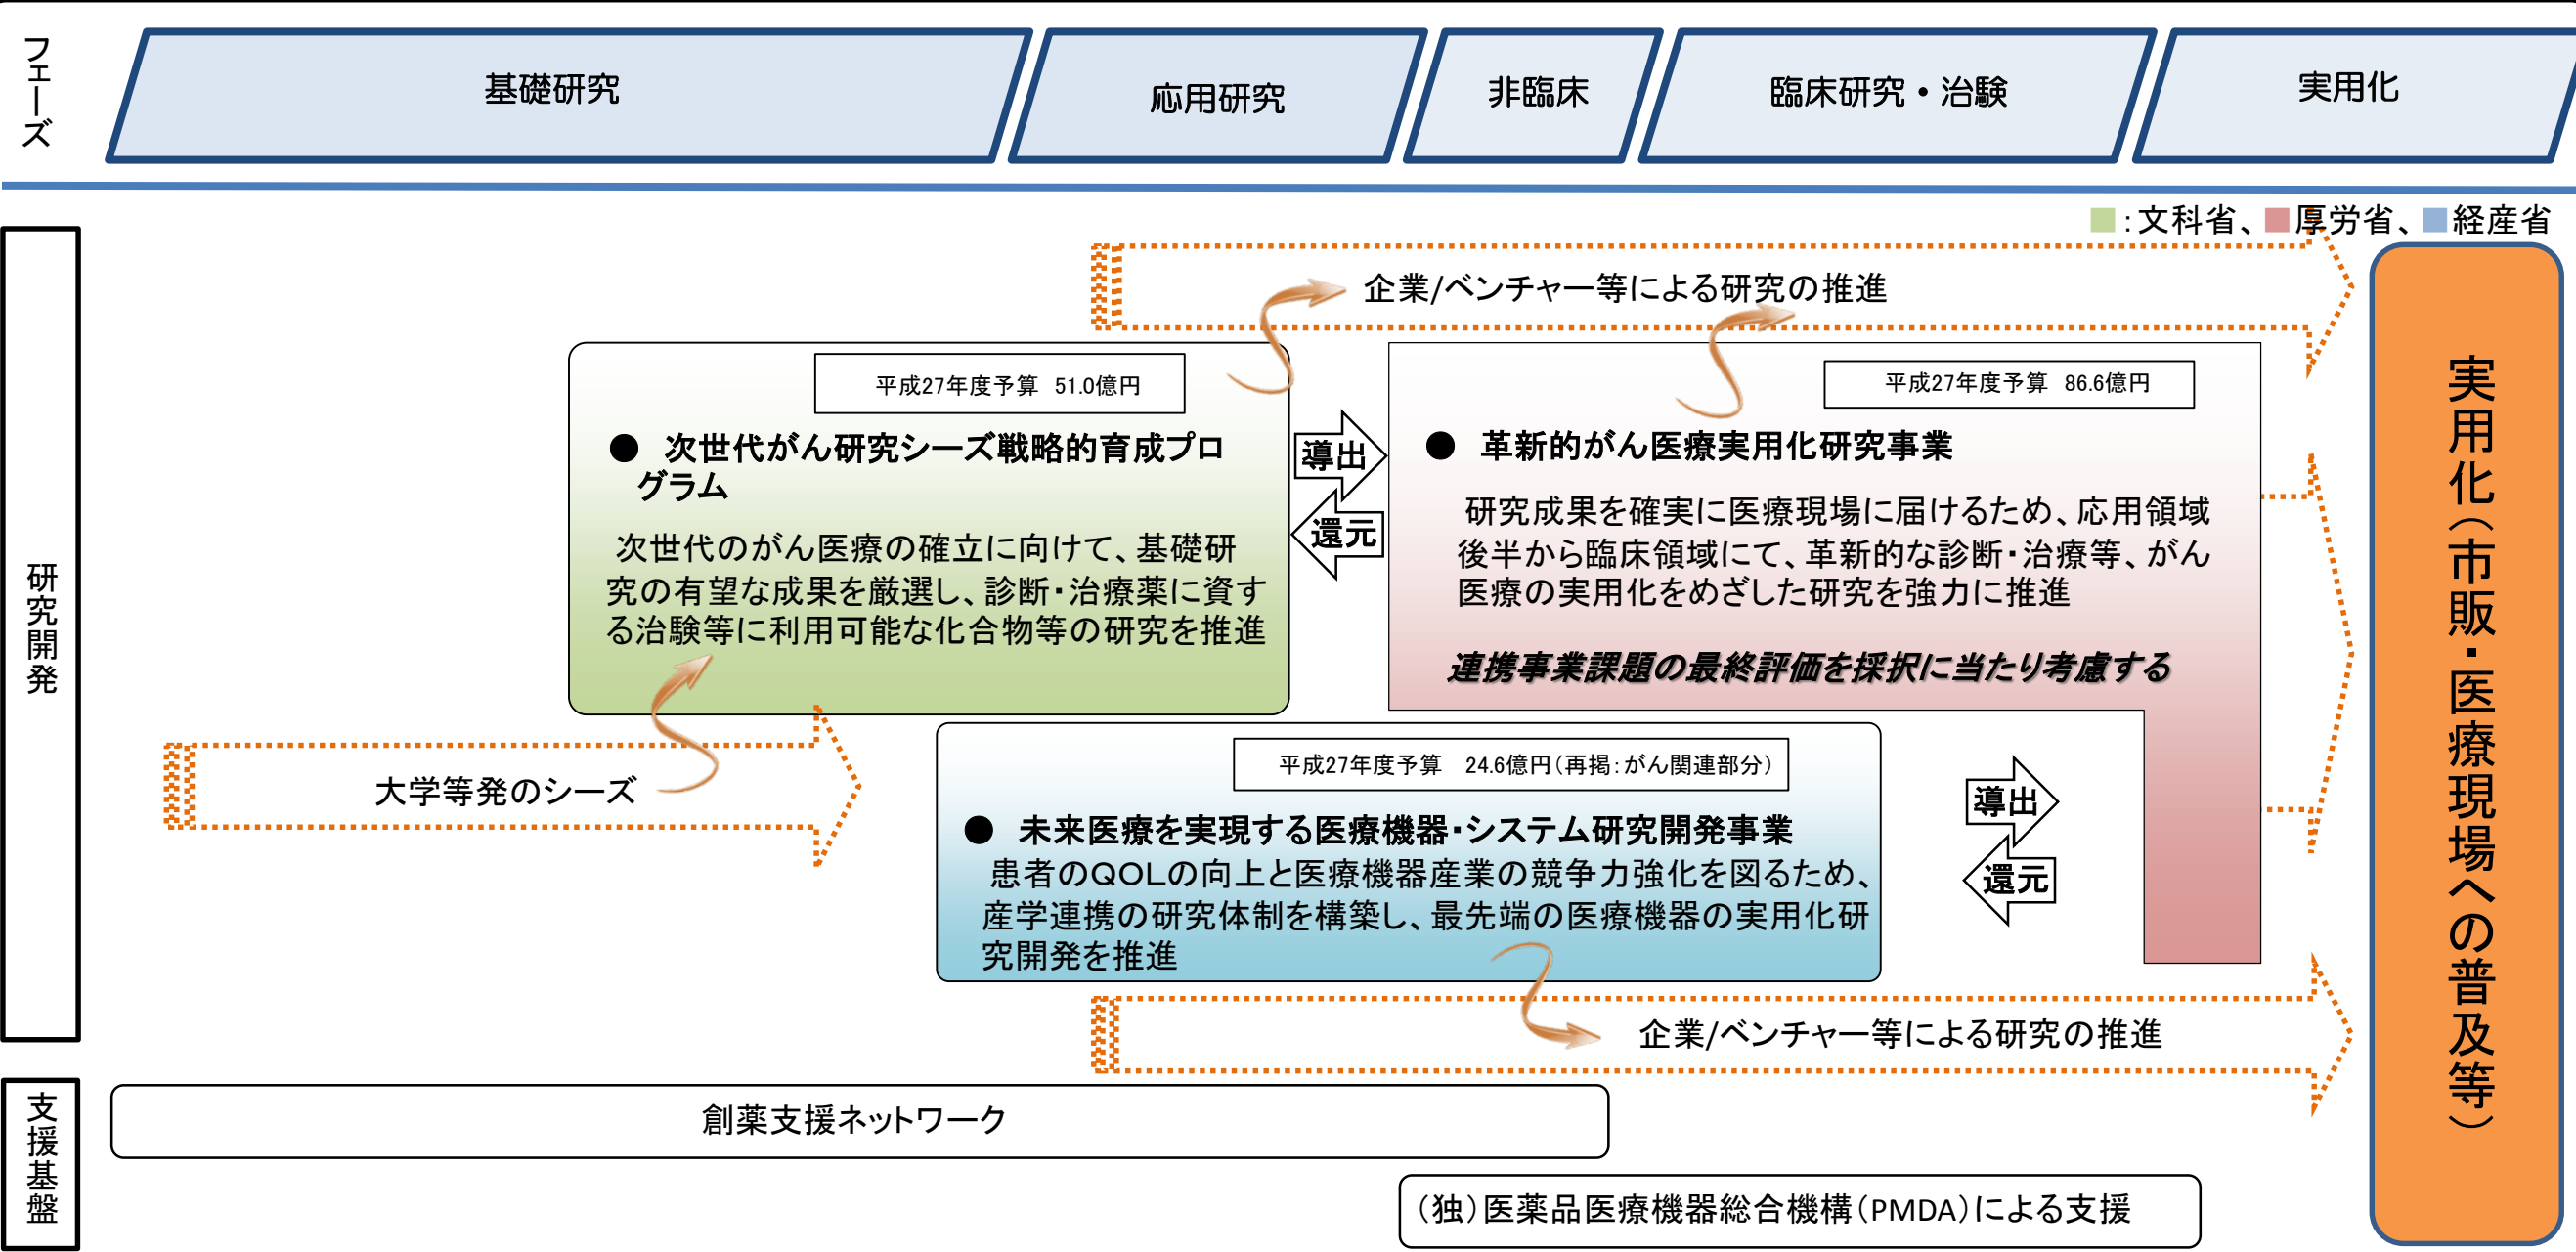 フェーズ
基礎研究
応用研究
非臨床
臨床研究・治験
実用化
:文科省、厚労省、経産省
研究開発
企業/ベンチャー等による研究の推進
平成27年度予算 51.0億円
● 次世代がん研究シーズ戦略的育成プロ
グラム
次世代のがん医療の確立に向けて、基礎研
究の有望な成果を厳選し、診断・治療薬に資す
る治験等に利用可能な化合物等の研究を推進
導出
還元
平成27年度予算 86.6億円
● 革新的がん医療実用化研究事業
研究成果を確実に医療現場に届けるため、応用領域
後半から臨床領域にて、革新的な診断・治療等、がん
医療の実用化をめざした研究を強力に推進
連携事業課題の最終評価を採択に当たり考慮する
大学等発のシーズ
平成27年度予算 24.6億円(再掲:がん関連部分)
● 未来医療を実現する医療機器・システム研究開発事業
患者のQOLの向上と医療機器産業の競争力強化を図るため、
産学連携の研究体制を構築し、最先端の医療機器の実用化研
究開発を推進
導出
還元
企業/ベンチャー等による研究の推進
実用化(市販・医療現場への普及等)
支援基盤
創薬支援ネットワーク
(独)医薬品医療機器総合機構(PMDA)による支援